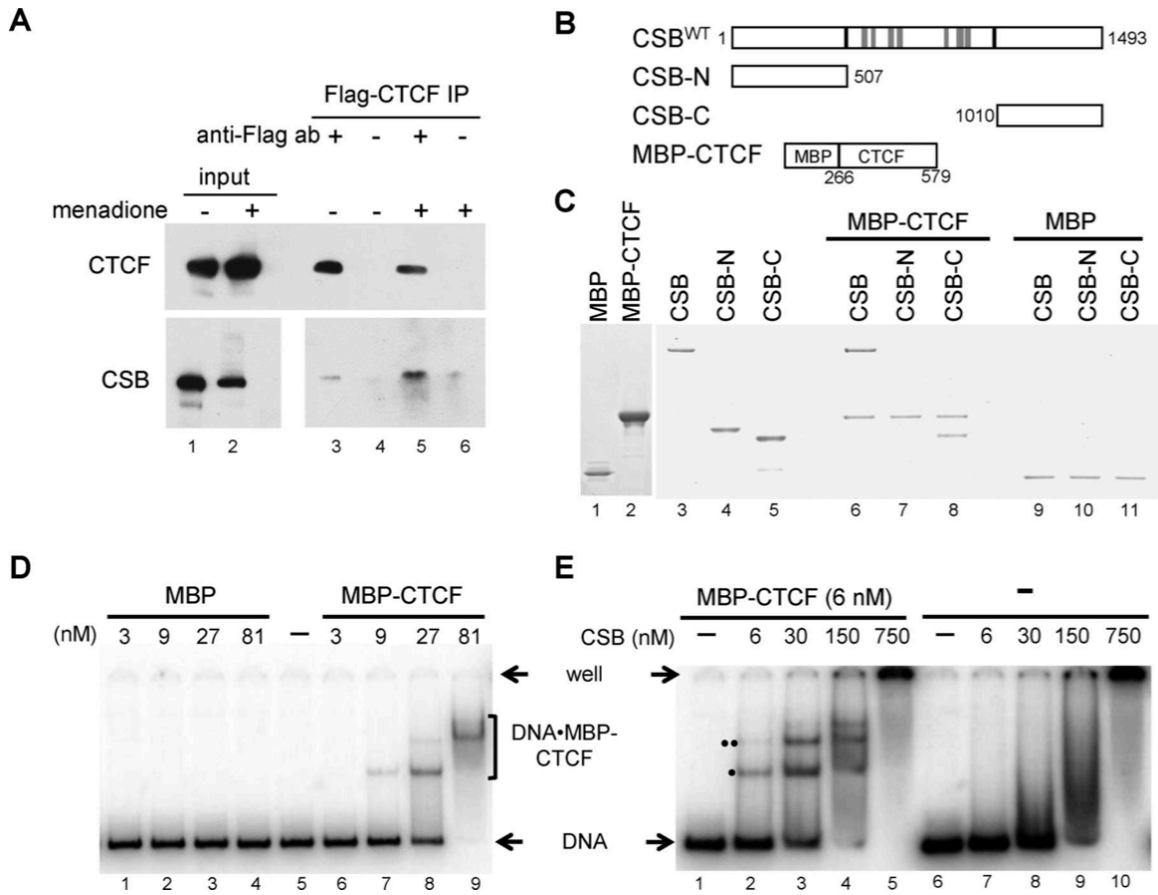 A
Flag-CTCF IP
anti-Flag ab + - + -
input
menadione - + - - + +
CTCF
CSB
1 2 3 4 5 6
B
CSBWT 1 1493
CSB-N 507
CSB-C 1010
MBP-CTCF MBP CTCF
266 579
C
MBP-CTCF MBP
MBP MBP-CTCF CSB CSB-N CSB-C CSB CSB-N CSB-C CSB CSB-N CSB-C
1 2 3 4 5 6 7 8 9 10 11
D
MBP MBP-CTCF
(nM) 3 9 27 81 — 3 9 27 81
well
DNA•MBP-
CTCF
DNA
1 2 3 4 5 6 7 8 9
E
MBP-CTCF (6 nM) –
CSB (nM) — 6 30 150 750 — 6 30 150 750
••
•
1 2 3 4 5 6 7 8 9 10